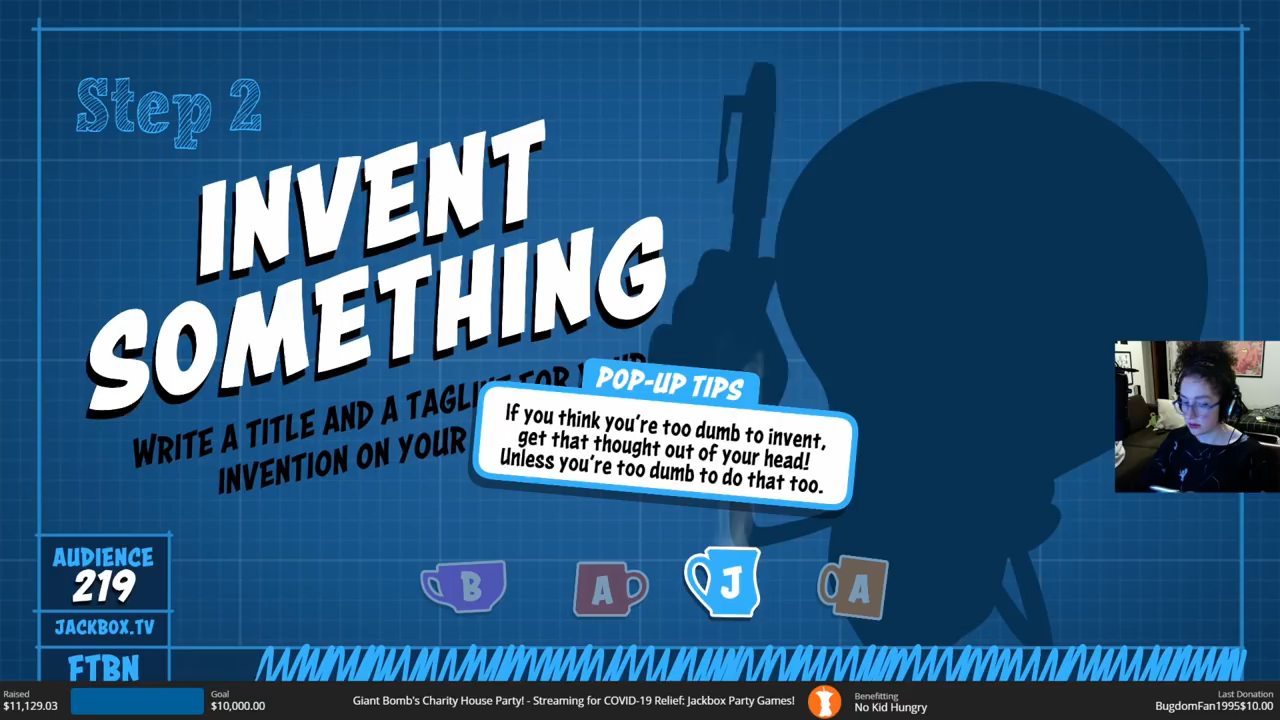 Step 2
INVENT
SOMETHING
WRITE A TITLE AND A TAGLINE FOR YOUR
INVENTION ON YOUR
POP-UP TIPS
If you think you're too dumb to invent,
get that thought out of your head!
Unless you're too dumb to do that too.
AUDIENCE
219
JACKBOX.TV
FTBN
B
A
J
A
Raised
$11,129.03
Goal
$10,000.00
Giant Bomb's Charity House Party! - Streaming for COVID-19 Relief: Jackbox Party Games!
Benefitting
No Kid Hungry
Last Donation
BugdomFan1995$10.00